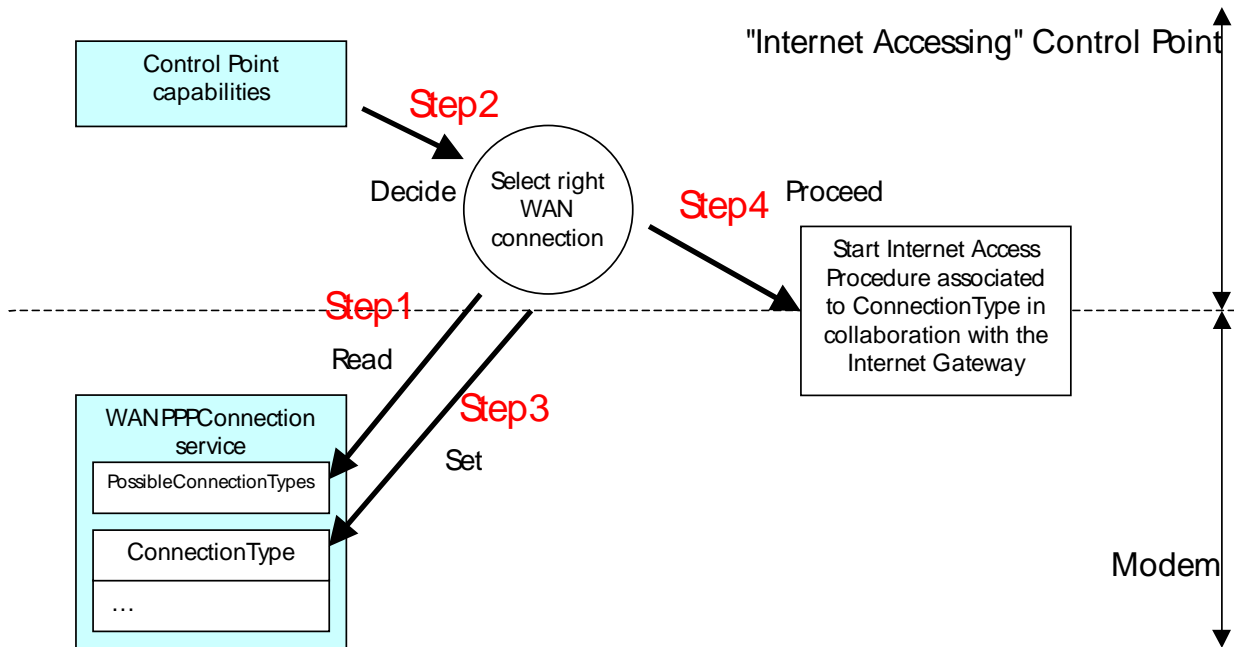 "Internet Accessing" Control Point
Control Point
capabilities
Step2
Decide
Select right
WAN
connection
Step4
Proceed
Start Internet Access
Procedure associated
to ConnectionType in
collaboration with the
Internet Gateway
Step1
Read
Step3
Set
WANPPPConnection
service
PossibleConnectionTypes
ConnectionType
...
Modem